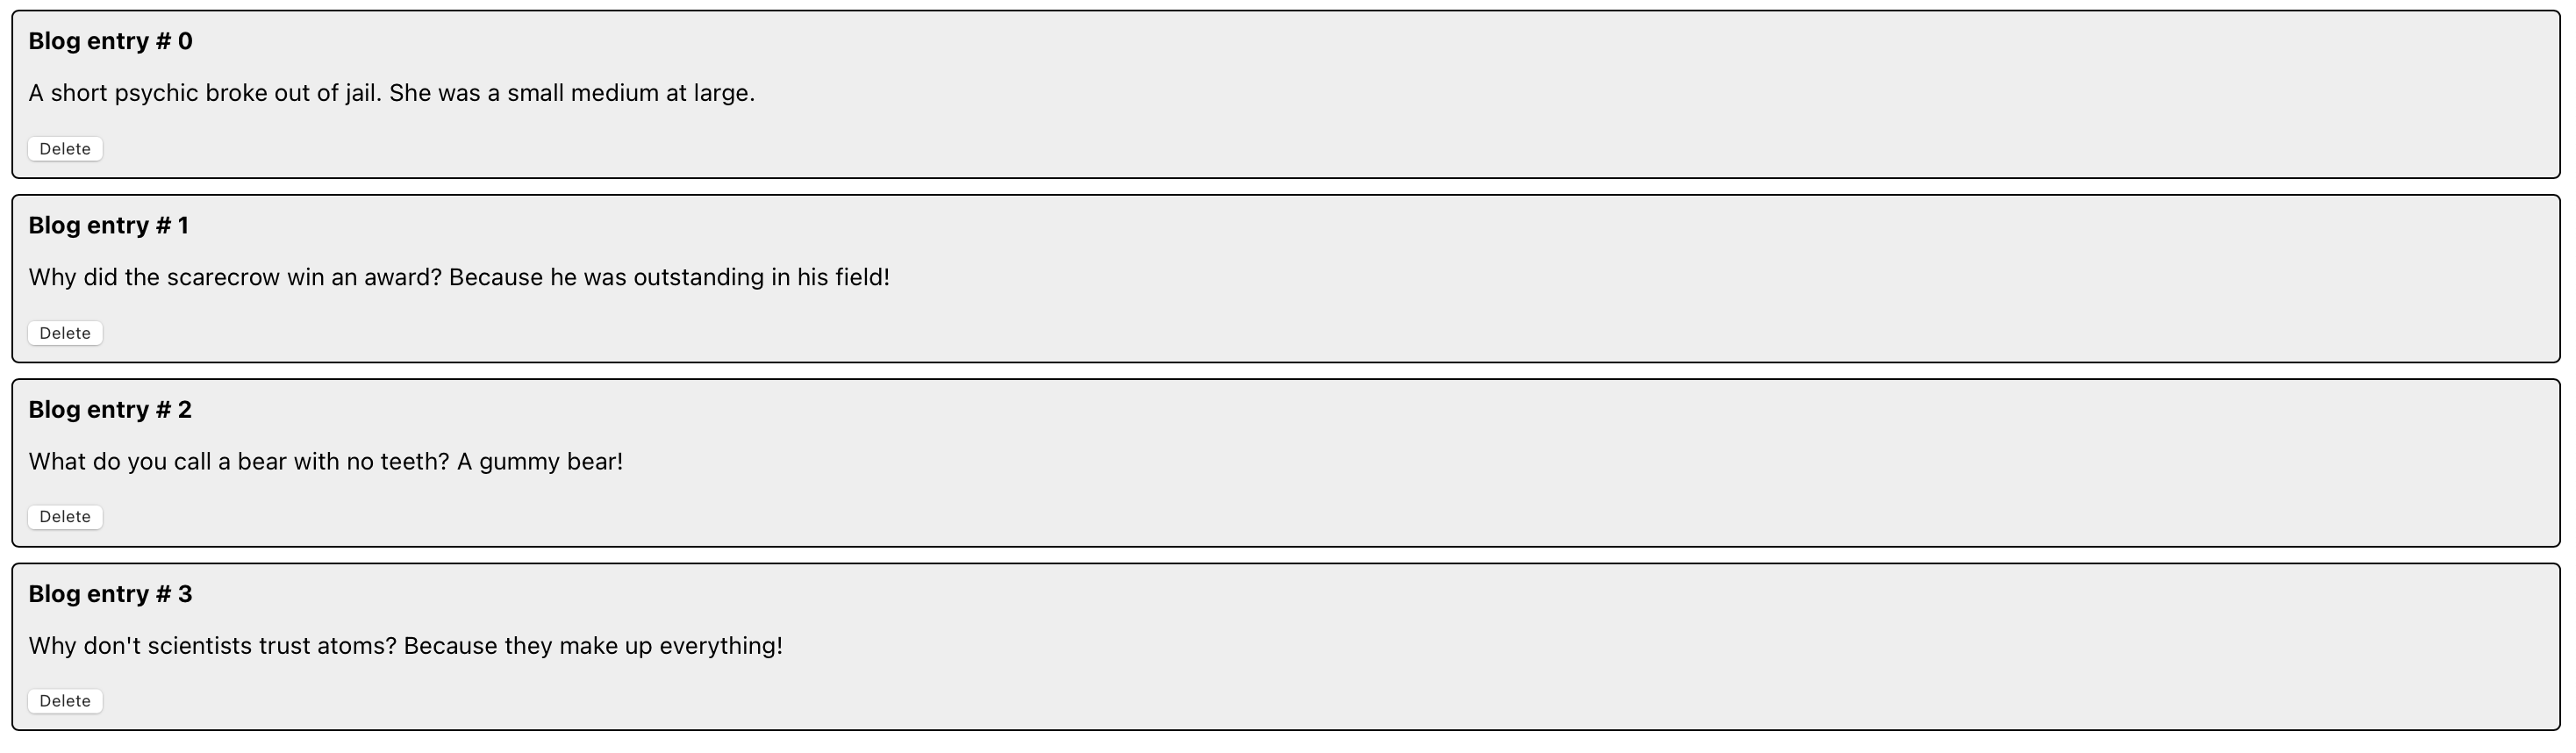 Blog entry # 0
A short psychic broke out of jail. She was a small medium at large.
Delete
Blog entry # 1
Why did the scarecrow win an award? Because he was outstanding in his field!
Delete
Blog entry # 2
What do you call a bear with no teeth? A gummy bear!
Delete
Blog entry # 3
Why don't scientists trust atoms? Because they make up everything!
Delete